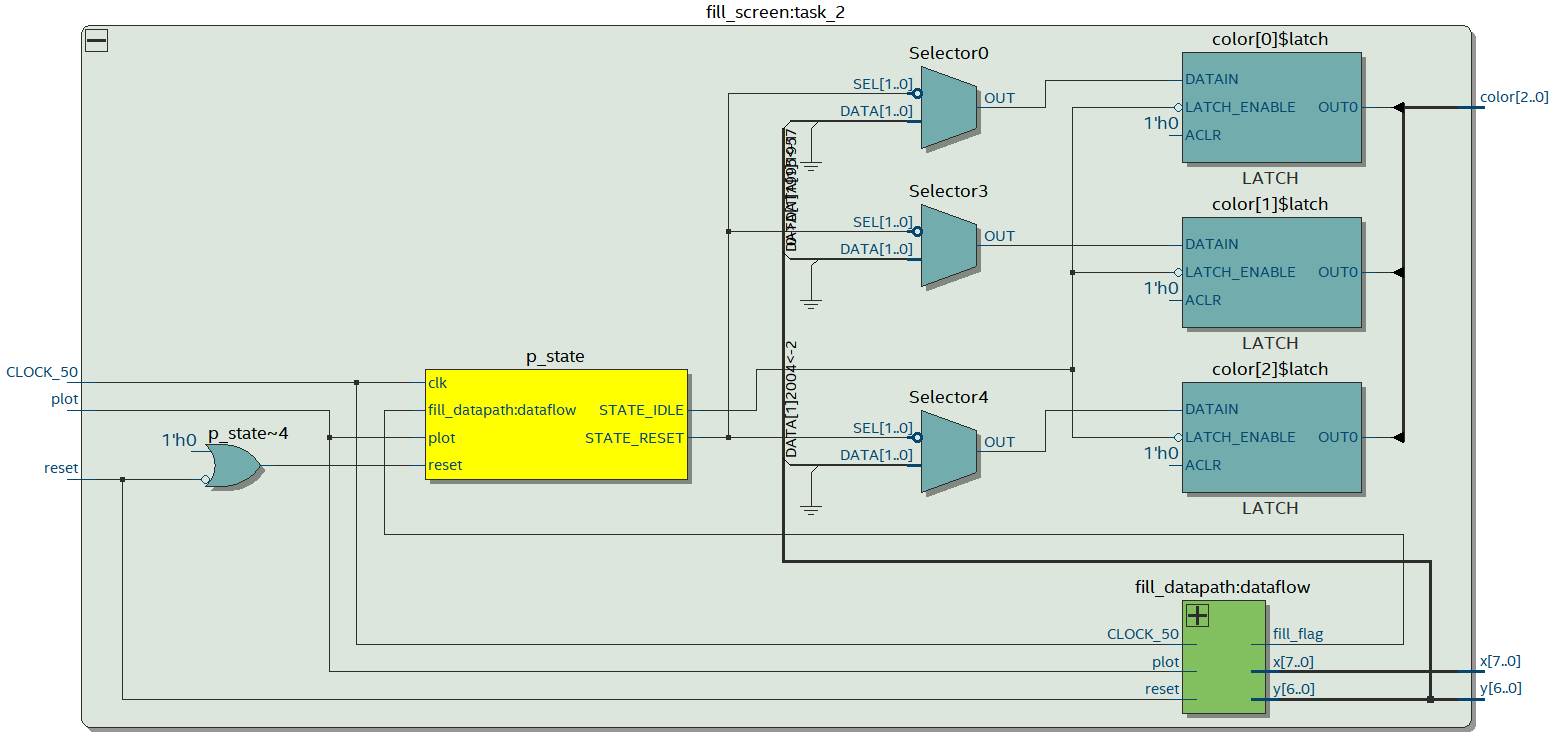 fill_screen:task_2
Selector0
SEL[1..0]
DATA[1..0]
OUT
color[0]$latch
DATAIN
LATCH_ENABLE
ACLR
OUT0
1'h0
LATCH
color[2..0]
Selector3
SEL[1..0]
DATA[1..0]
OUT
color[1]$latch
DATAIN
LATCH_ENABLE
ACLR
OUT0
1'h0
LATCH
CLOCK_50
plot
reset
1'h0
p_state~4
p_state
clk
fill_datapath:dataflow
plot
reset
STATE_IDLE
STATE_RESET
DATA[1]2004<-2
Selector4
SEL[1..0]
DATA[1..0]
OUT
color[2]$latch
DATAIN
LATCH_ENABLE
ACLR
OUT0
1'h0
LATCH
fill_datapath:dataflow
CLOCK_50
plot
reset
fill_flag
x[7..0]
y[6..0]
x[7..0]
y[6..0]